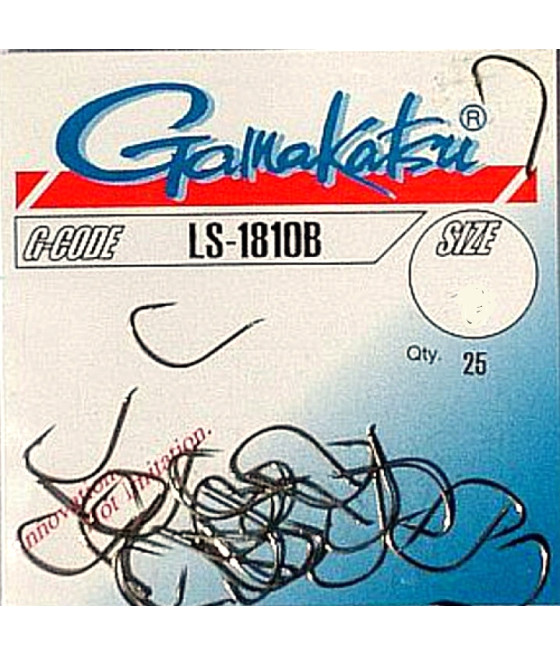 Gamakatsu®
G-CODE LS-1810B SIZE
Qty. 25
Innovation,
not imitation.